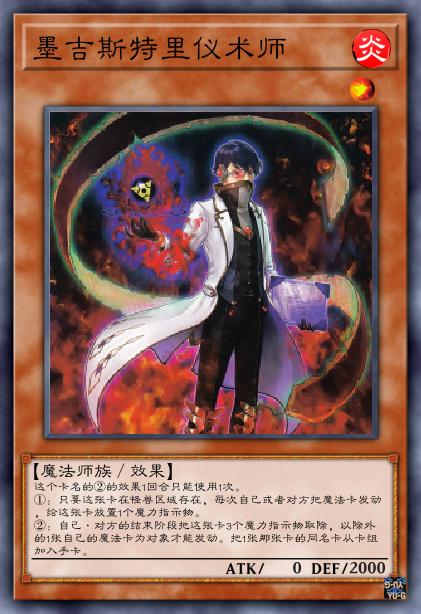 墨吉斯特里仪术师
炎
【魔法师族／效果】
这个卡名的②的效果1回合只能使用1次。
①：只要这张卡在怪兽区域存在，每次自己或者对方把魔法卡发动，
给这张卡放置1个魔力指示物。
②：自己·对方的结束阶段把这张卡3个魔力指示物取除，以除外
的1张自己的魔法卡为对象才能发动。把1张那张卡的同名卡从卡组
加入手卡。
ATK/ 0 DEF/2000